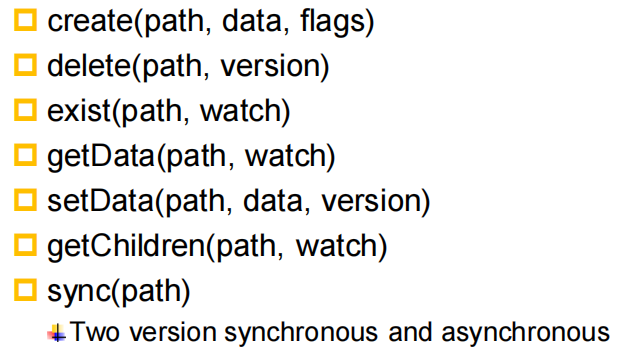 create(path, data, flags)
delete(path, version)
exist(path, watch)
getData(path, watch)
setData(path, data, version)
getChildren(path, watch)
sync(path)
Two version synchronous and asynchronous